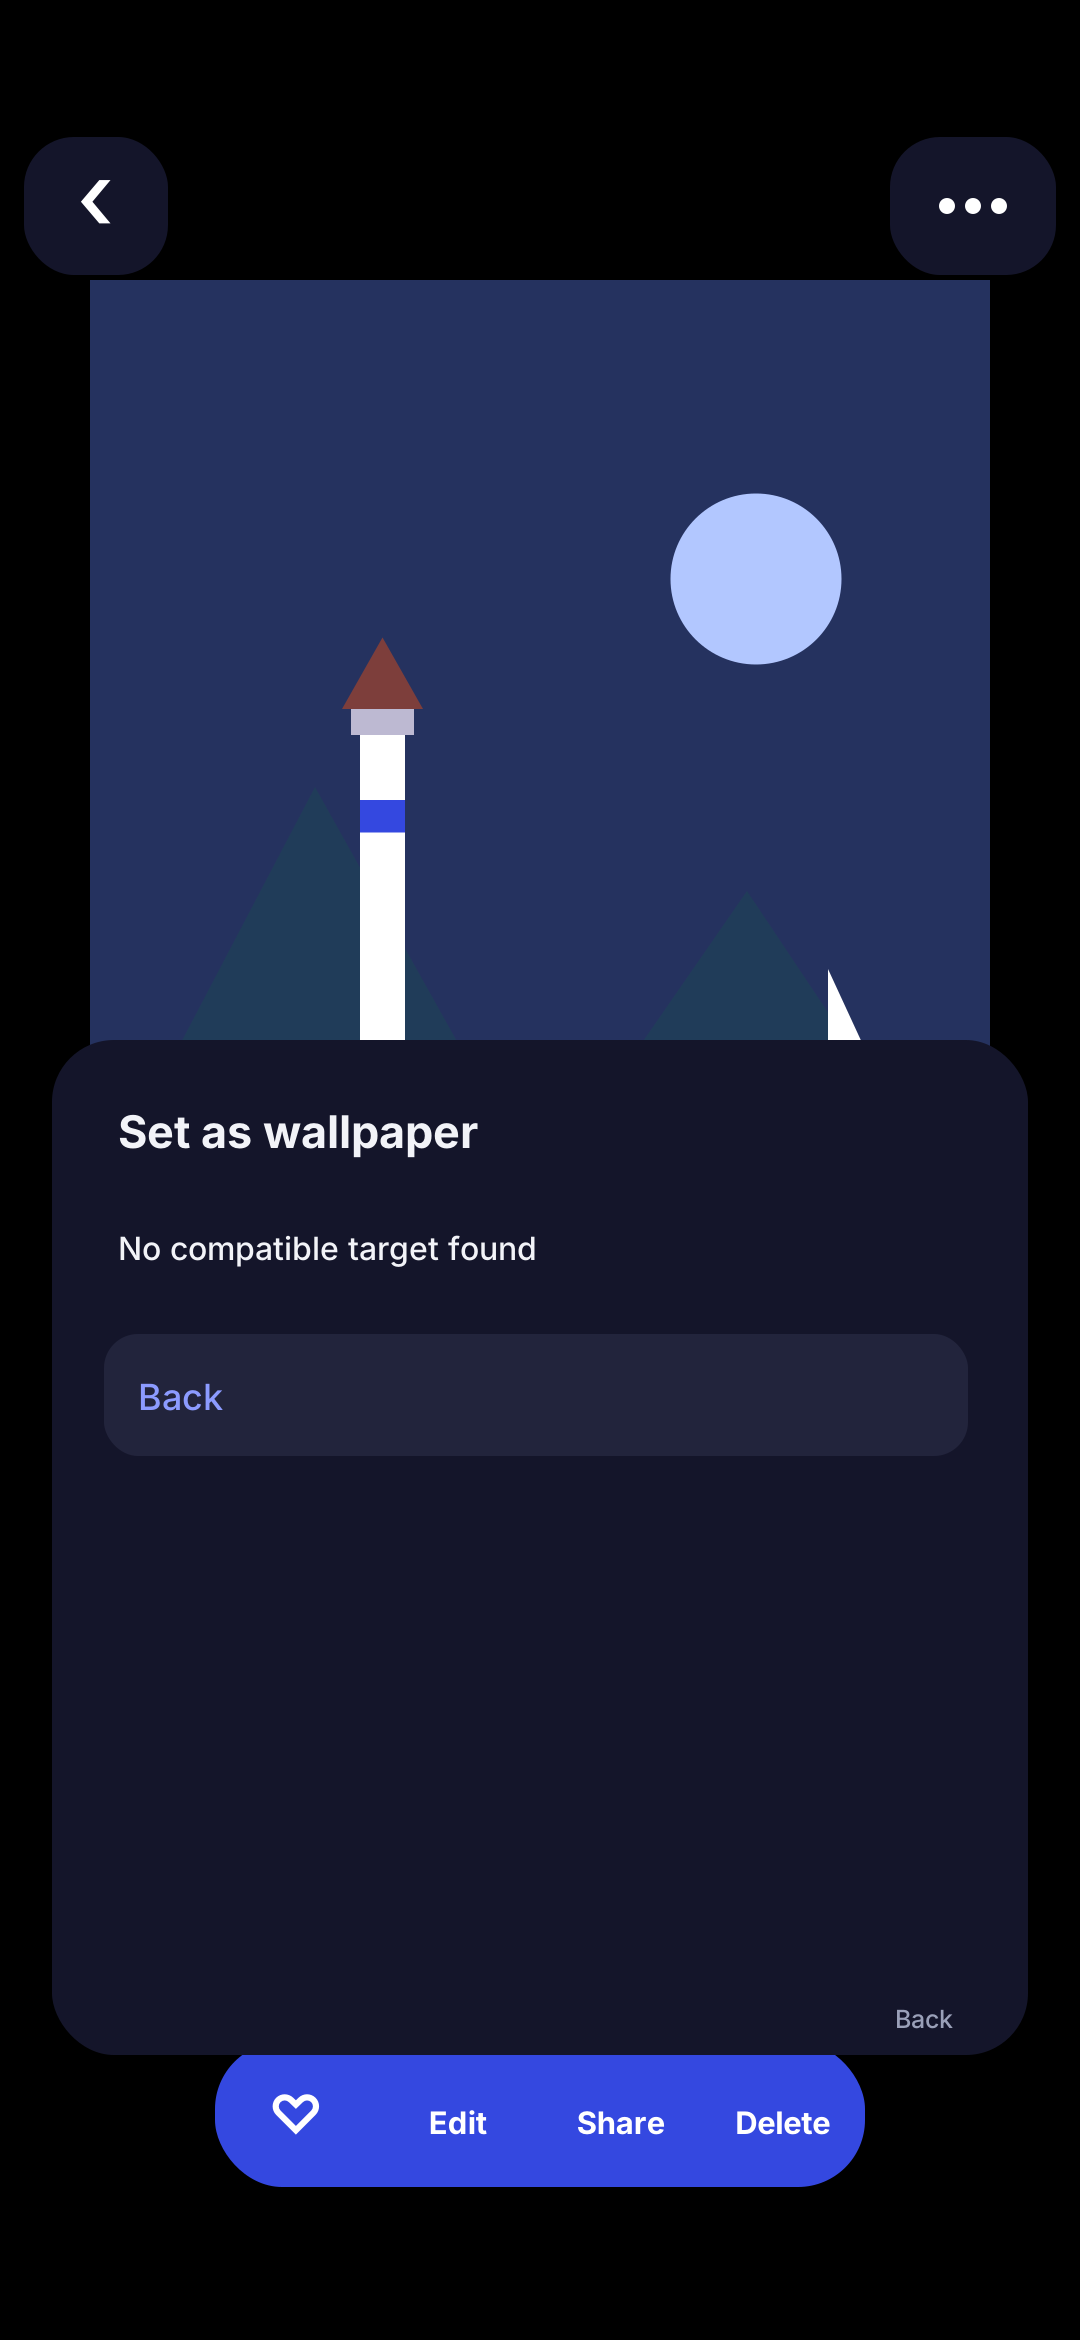 Set as wallpaper
No compatible target found
Back
Back
Edit
Share
Delete